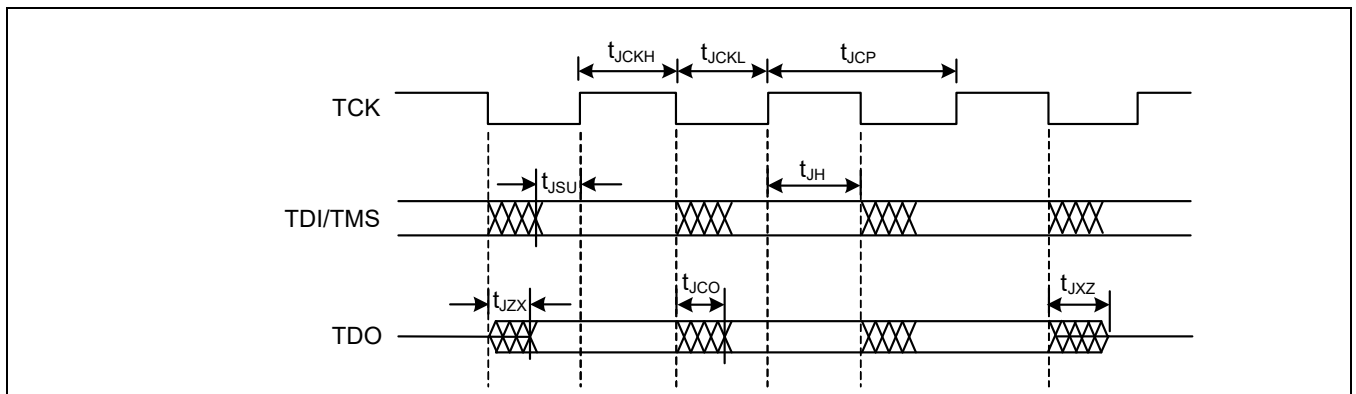 tJCKH tJCKL tJCP
TCK
tJSU tJH
TDI/TMS
tJZX tJCO tJXZ
TDO